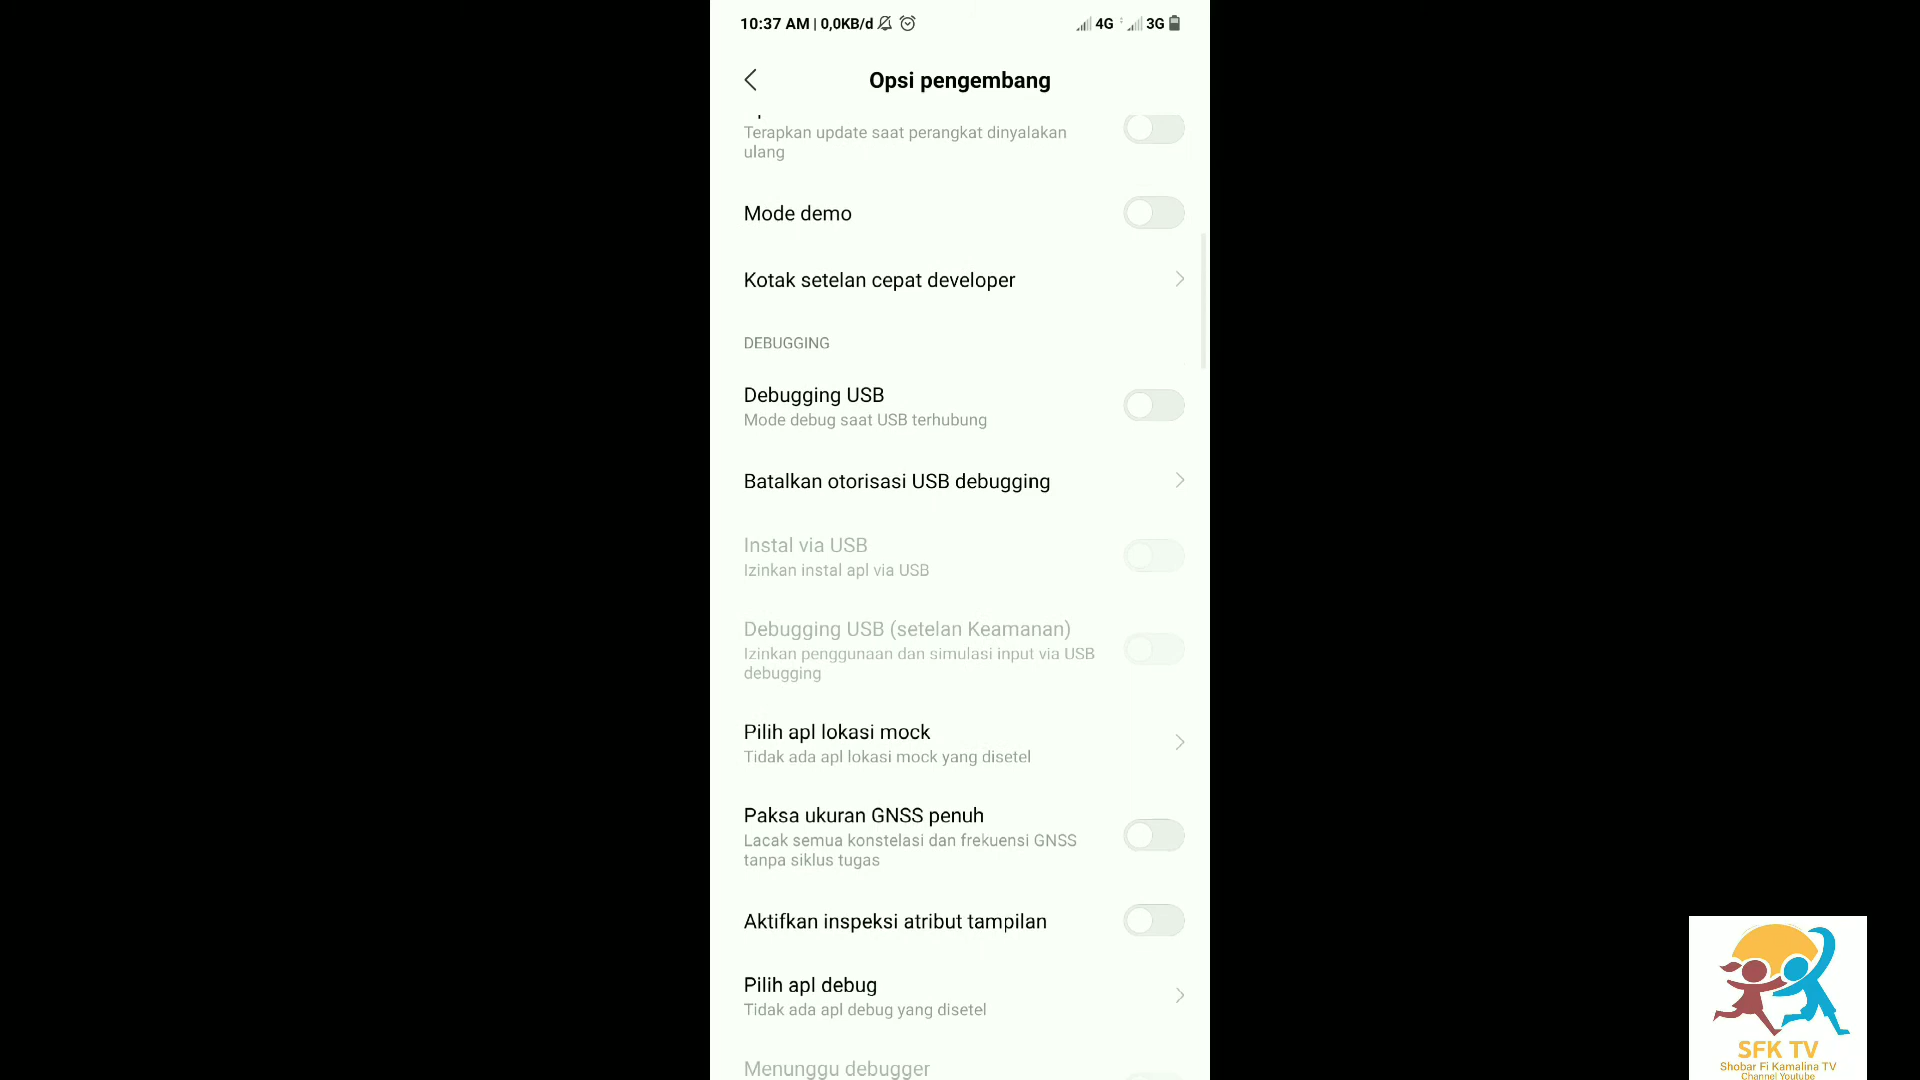 10:37 AM | 0,0KB/d 4G 3G
Opsi pengembang
Terapkan update saat perangkat dinyalakan
ulang
Mode demo
Kotak setelan cepat developer
DEBUGGING
Debugging USB
Mode debug saat USB terhubung
Batalkan otorisasi USB debugging
Instal via USB
Izinkan instal apl via USB
Debugging USB (setelan Keamanan)
Izinkan penggunaan dan simulasi input via USB
debugging
Pilih apl lokasi mock
Tidak ada apl lokasi mock yang disetel
Paksa ukuran GNSS penuh
Lacak semua konstelasi dan frekuensi GNSS
tanpa siklus tugas
Aktifkan inspeksi atribut tampilan
Pilih apl debug
Tidak ada apl debug yang disetel
Menunggu debugger
SFK TV
Shobar Fi Kamalina TV
Channel Youtube